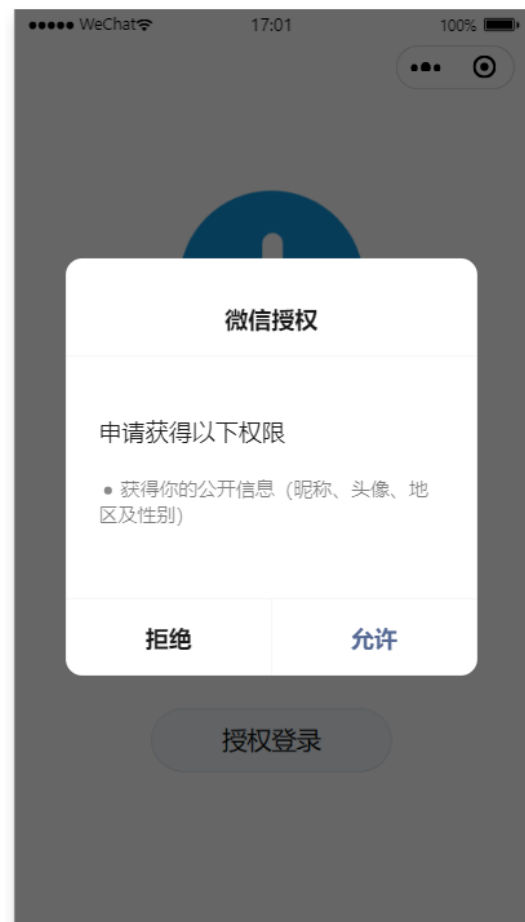 WeChat 17:01 100%
微信授权
申请获得以下权限
• 获得你的公开信息（昵称、头像、地
区及性别)
拒绝 允许
授权登录